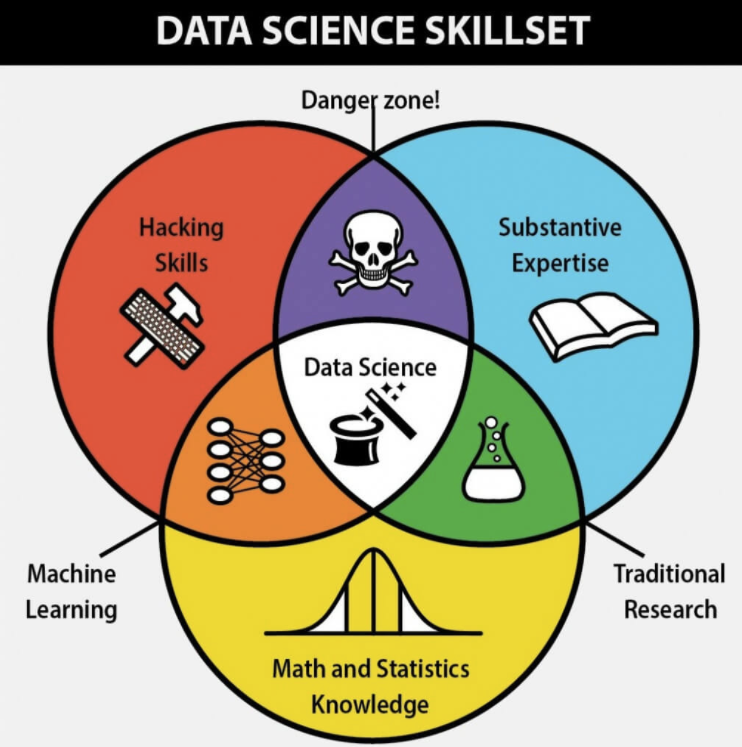 DATA SCIENCE SKILLSET
Danger zone!
Hacking
Skills
Substantive
Expertise
Data Science
Machine
Learning
Traditional
Research
Math and Statistics
Knowledge